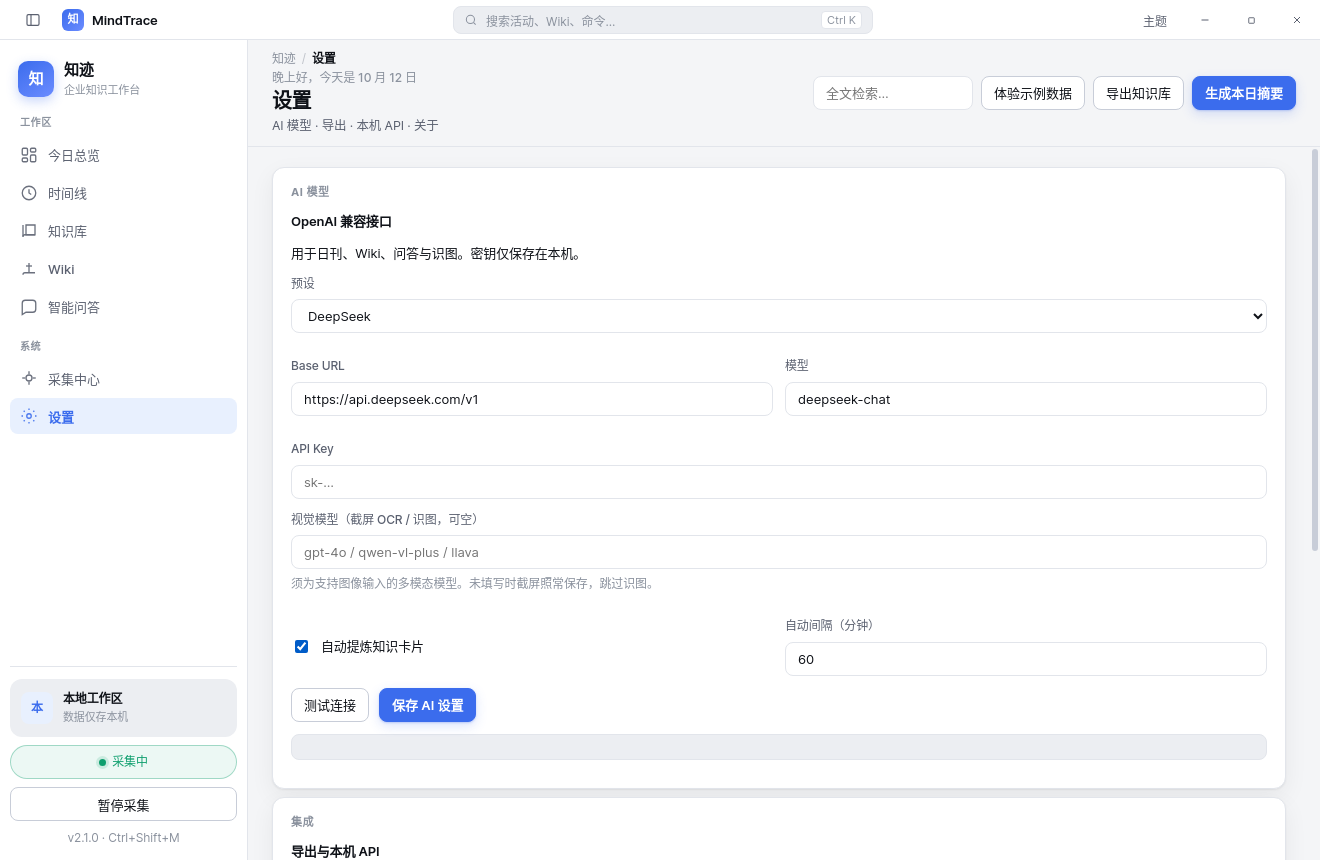 知 MindTrace
搜索活动、Wiki、命令... Ctrl K
主题
知 知迹
企业知识工作台
工作区
今日总览
时间线
知识库
Wiki
智能问答
系统
采集中心
设置
本 本地工作区
数据仅存本机
采集中
暂停采集
v2.1.0 · Ctrl+Shift+M
知迹 / 设置
晚上好，今天是 10 月 12 日
设置
AI 模型 · 导出 · 本机 API · 关于
全文检索... 体验示例数据 导出知识库 生成本日摘要
AI 模型
OpenAI 兼容接口
用于日刊、Wiki、问答与识图。密钥仅保存在本机。
预设
DeepSeek
Base URL 模型
https://api.deepseek.com/v1 deepseek-chat
API Key
sk-...
视觉模型（截屏 OCR / 识图，可空）
gpt-4o / qwen-vl-plus / llava
须为支持图像输入的多模态模型。未填写时截屏照常保存，跳过识图。
自动提炼知识卡片
自动间隔（分钟）
60
测试连接 保存 AI 设置
集成
导出与本机 API